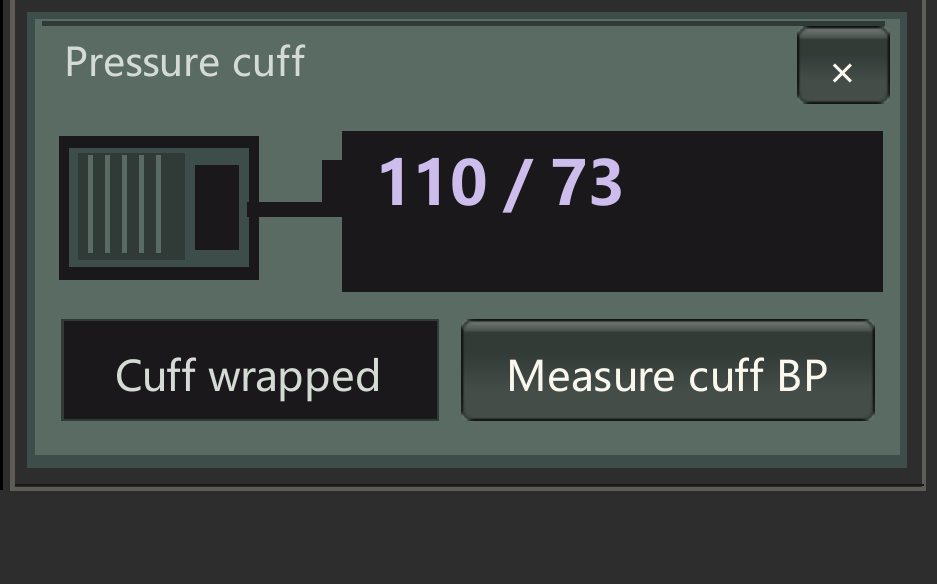 Pressure cuff
×
110 / 73
Cuff wrapped
Measure cuff BP